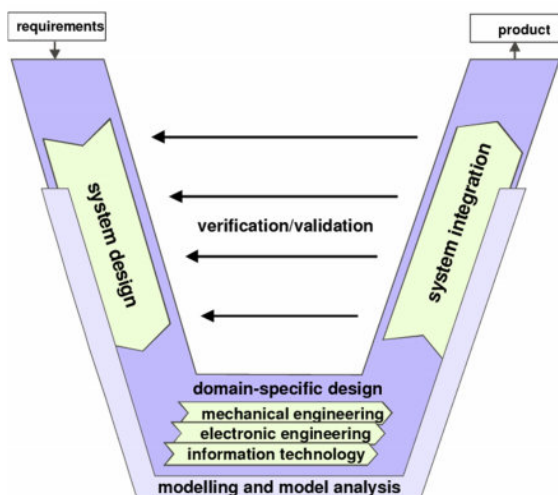 requirements
product
system design
system integration
verification/validation
domain-specific design
mechanical engineering
electronic engineering
information technology
modelling and model analysis